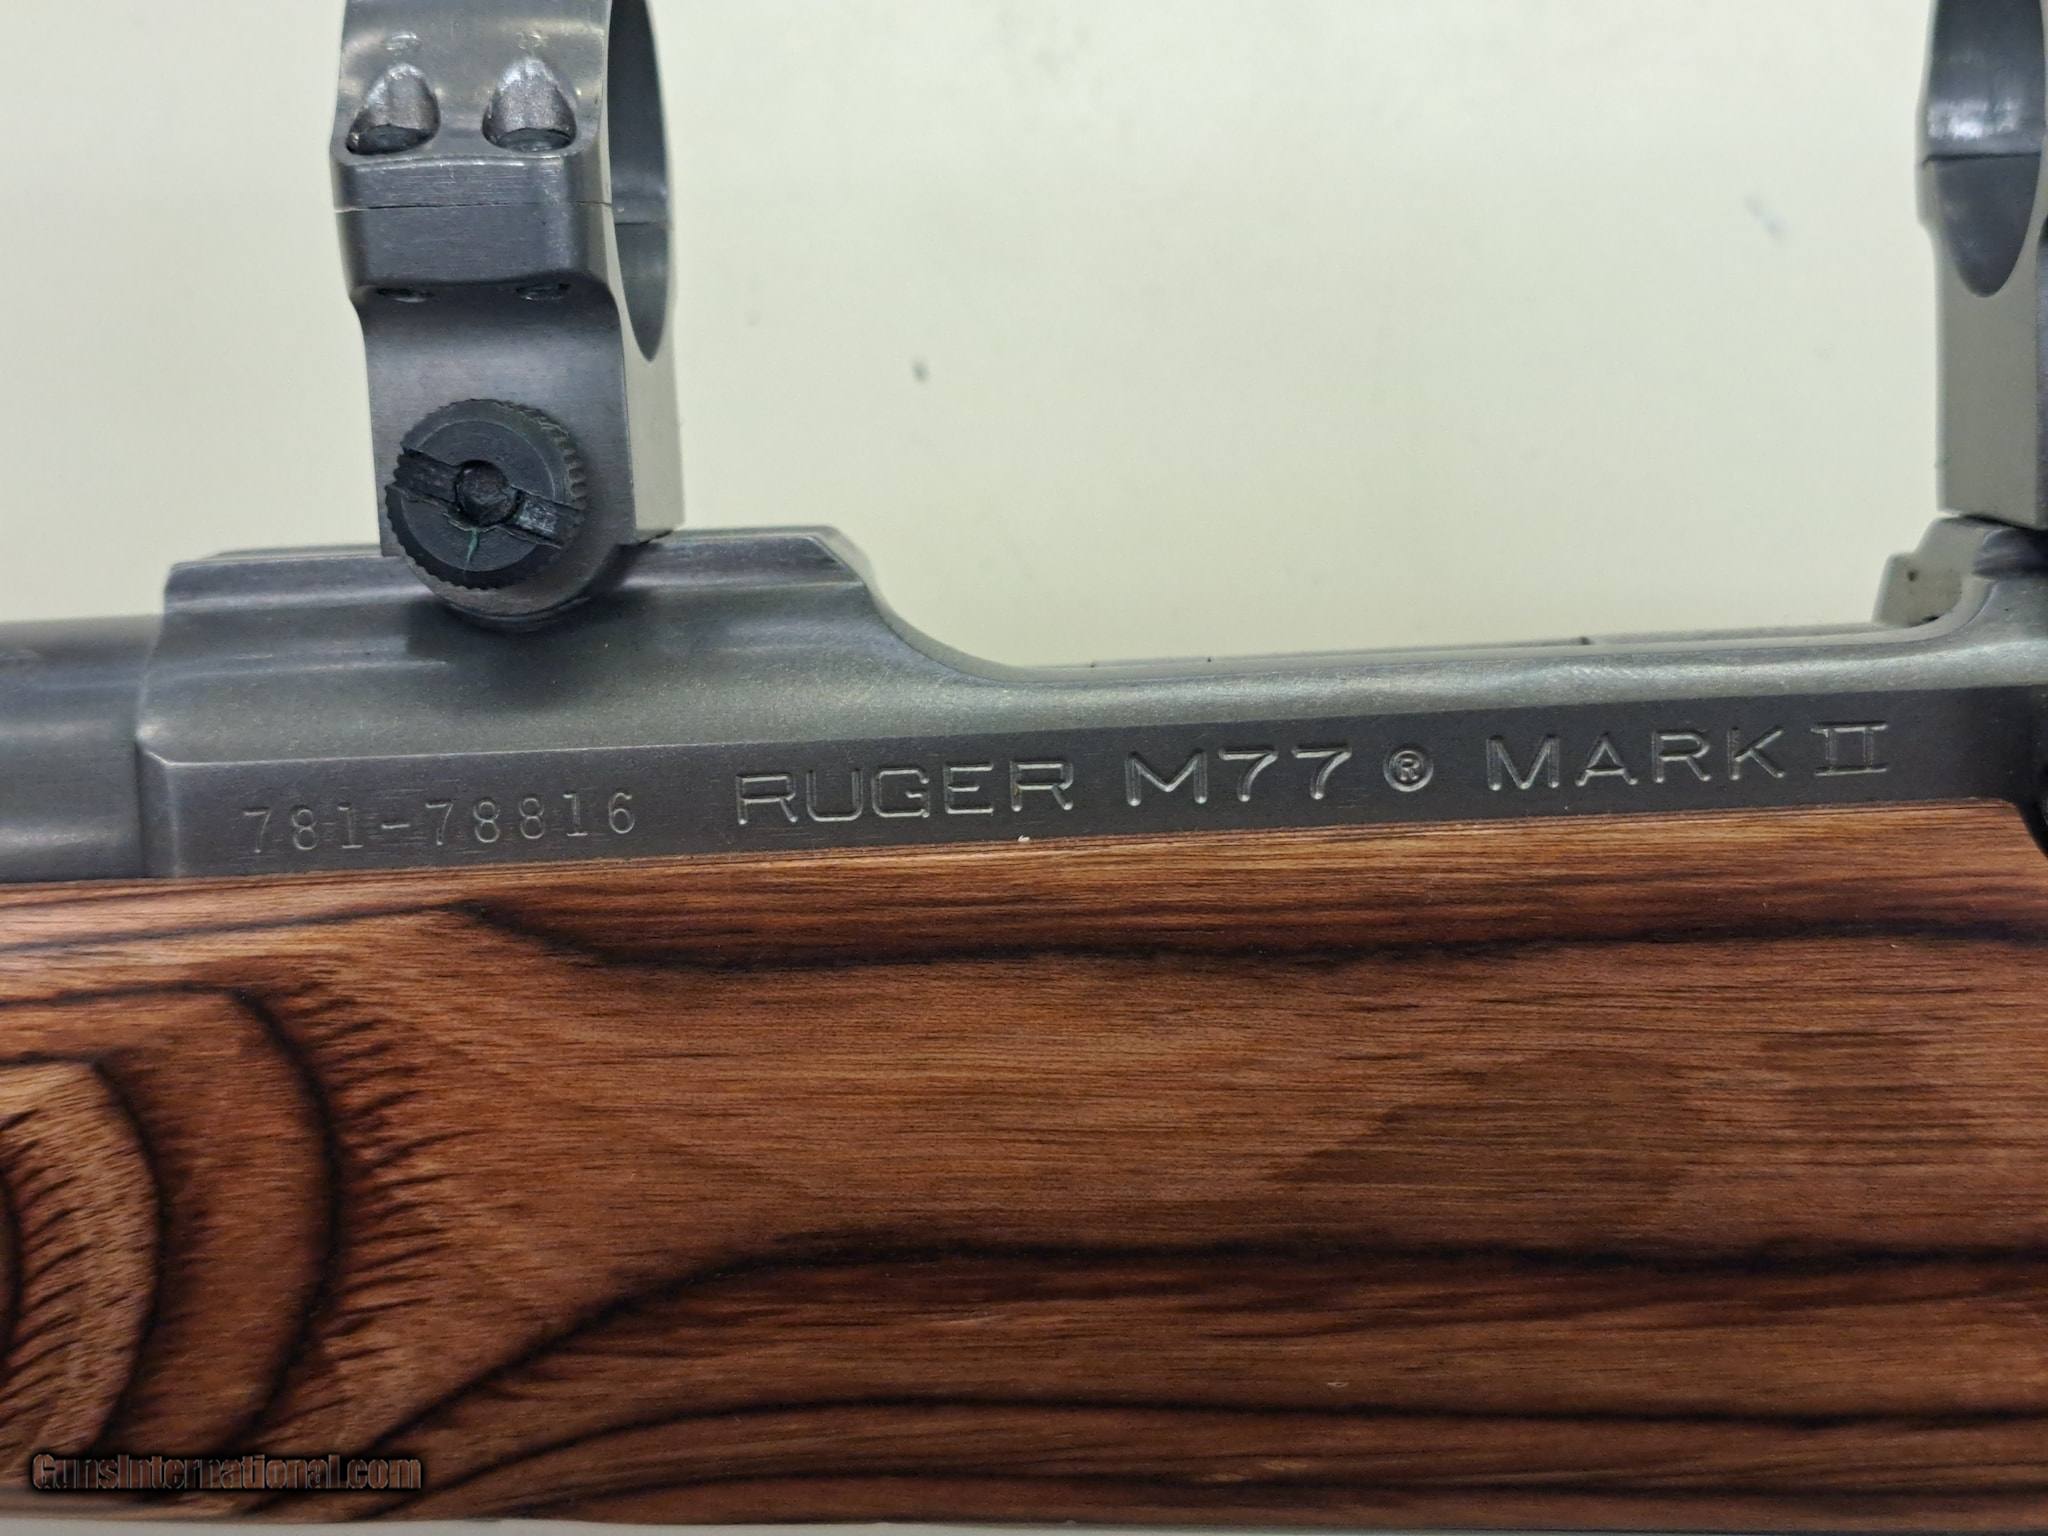 781-78816 RUGER M77 ® MARK II
GunsInternational.com